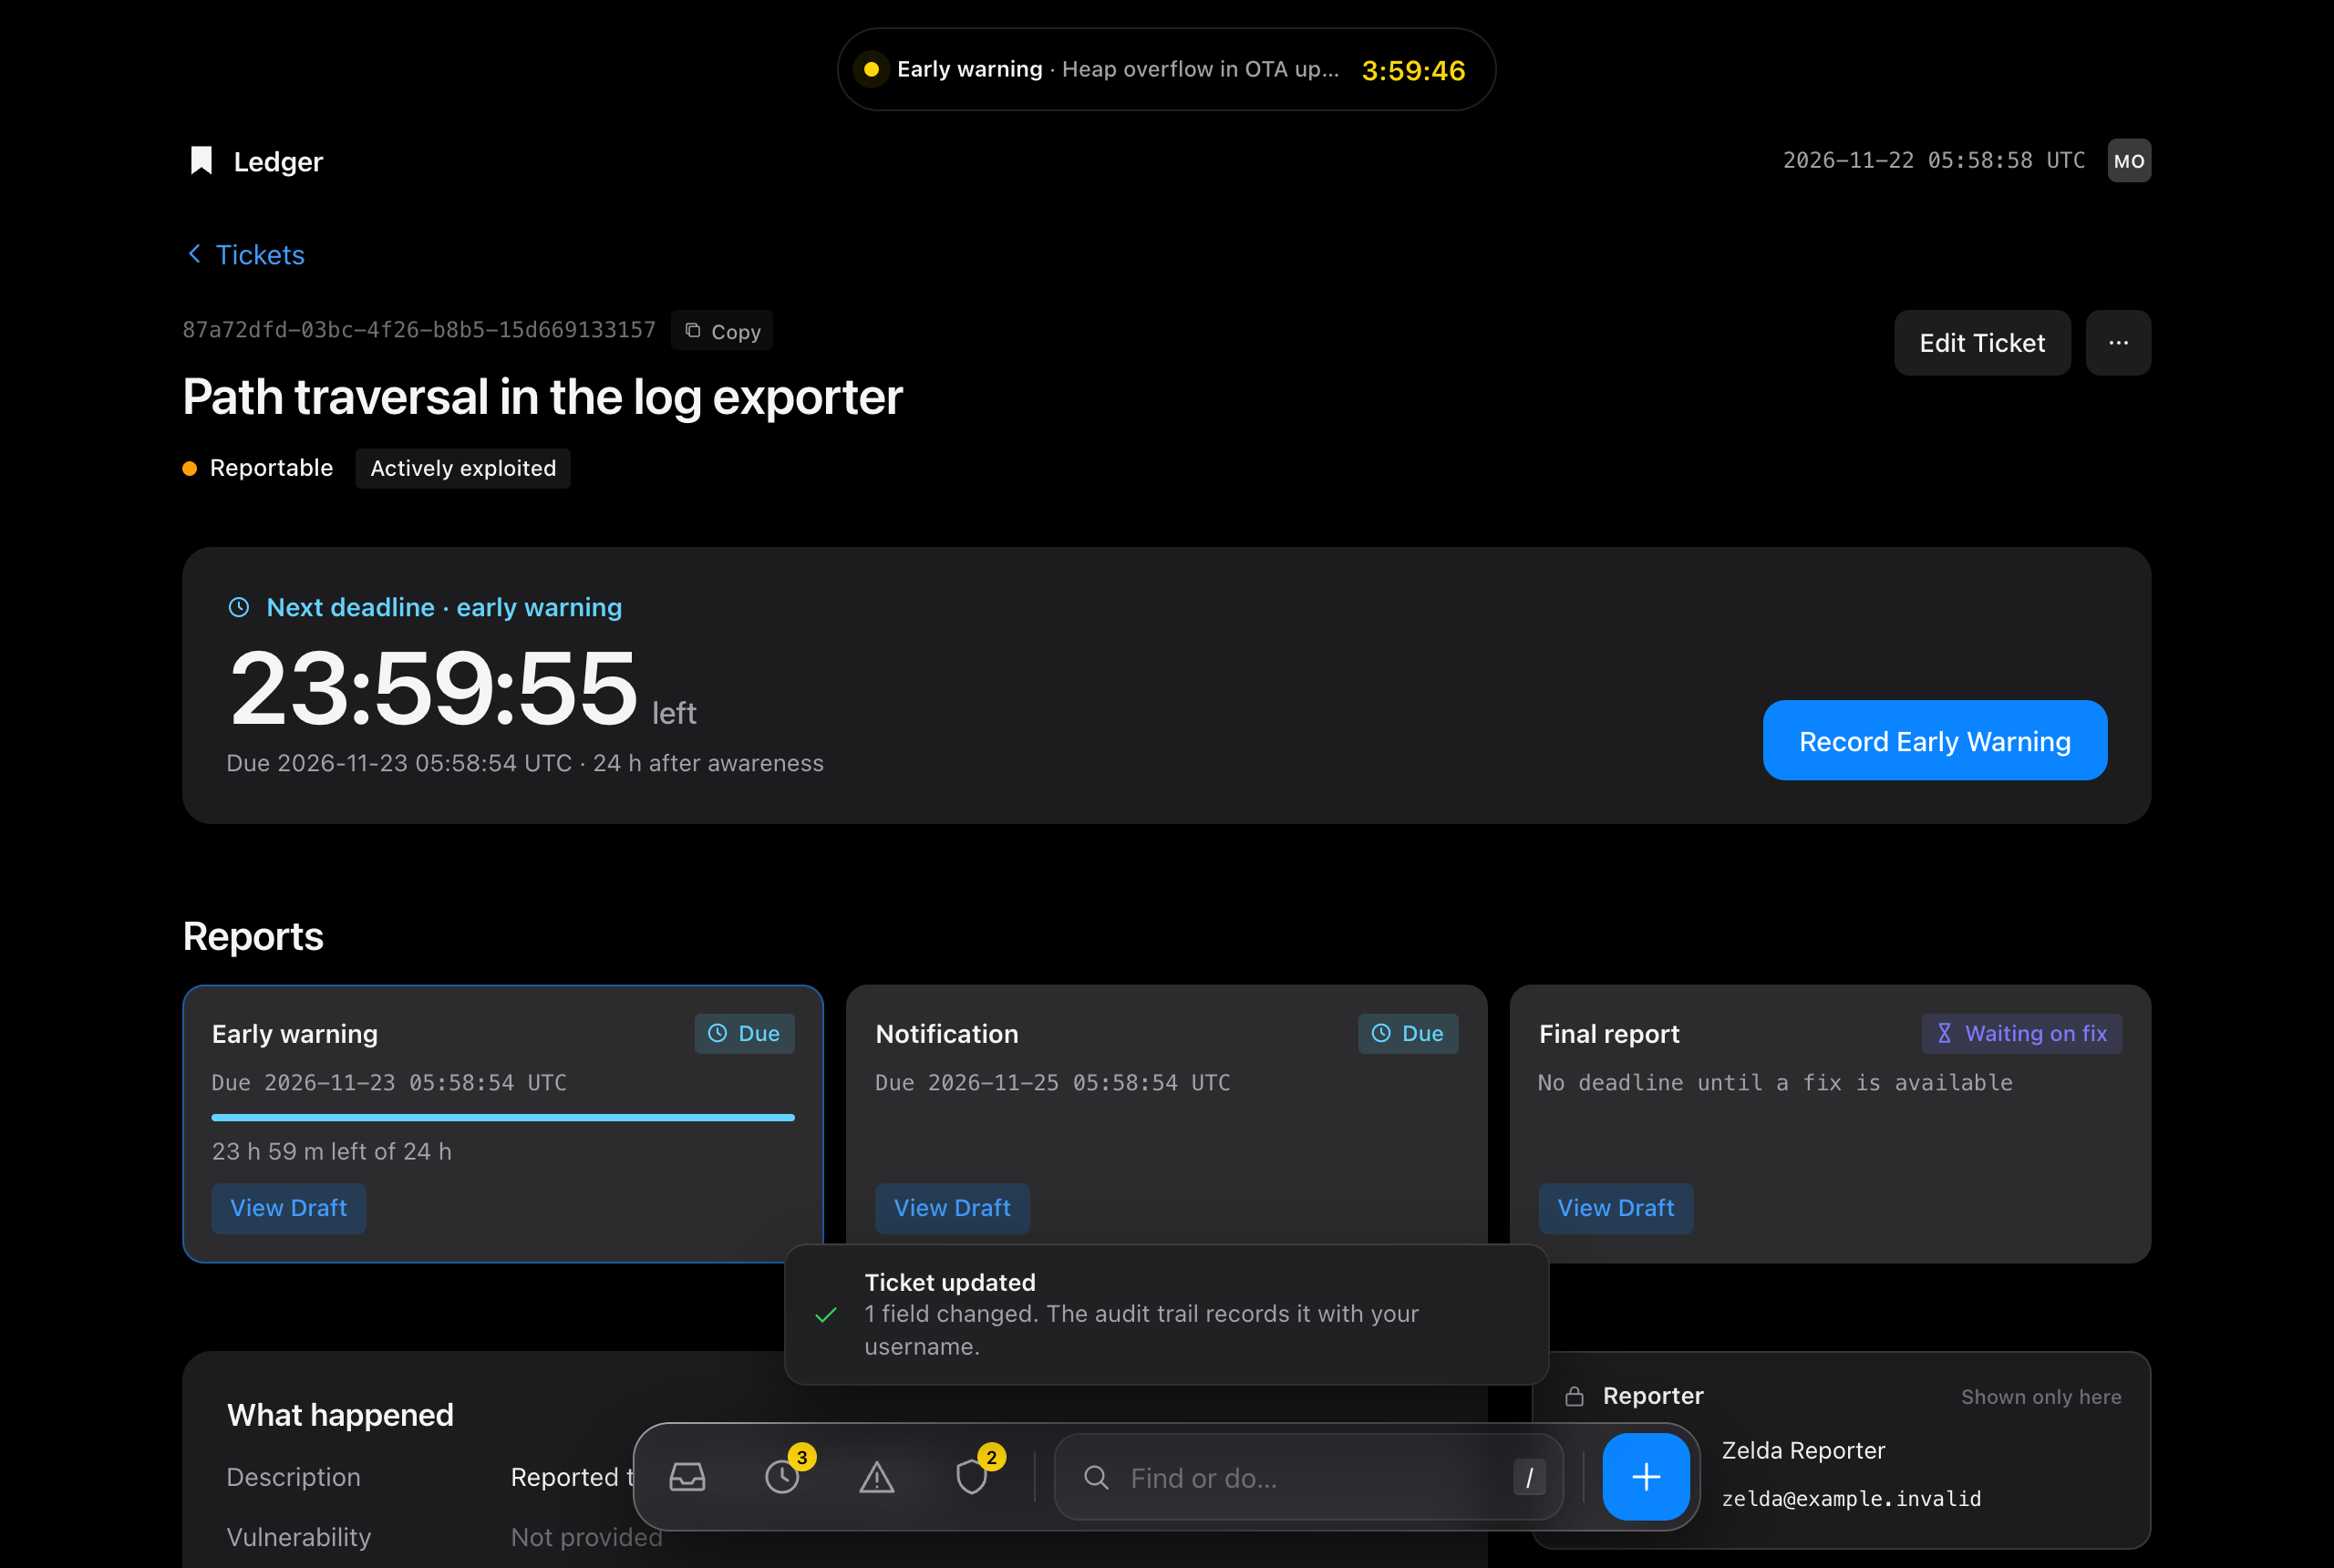 Early warning · Heap overflow in OTA up... 3:59:46
Ledger
2026-11-22 05:58:58 UTC MO
Tickets
87a72dfd-03bc-4f26-b8b5-15d669133157 Copy
Edit Ticket ...
Path traversal in the log exporter
Reportable Actively exploited
Next deadline · early warning
23:59:55 left
Due 2026-11-23 05:58:54 UTC · 24 h after awareness
Record Early Warning
Reports
Early warning Due
Due 2026-11-23 05:58:54 UTC
23 h 59 m left of 24 h
View Draft
Notification Due
Due 2026-11-25 05:58:54 UTC
View Draft
Final report Waiting on fix
No deadline until a fix is available
View Draft
Ticket updated
1 field changed. The audit trail records it with your
username.
What happened
Description Reported
Vulnerability Not provided
Reporter Shown only here
Zelda Reporter
zelda@example.invalid
3
2
Find or do... /